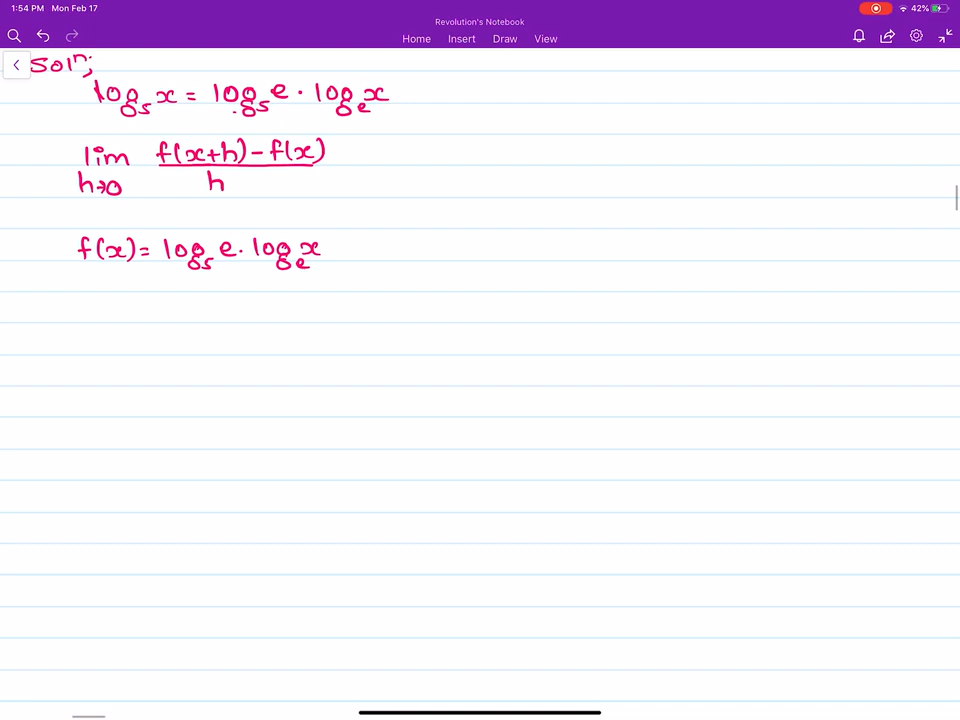 1:54 PM Mon Feb 17
42%
Revolution's Notebook
Home Insert Draw View
Solⁿ;
log₅ x = log₅ e · logₑ x
lim f(x+h) - f(x)
h→0 h
f(x) = log₅ e · logₑ x